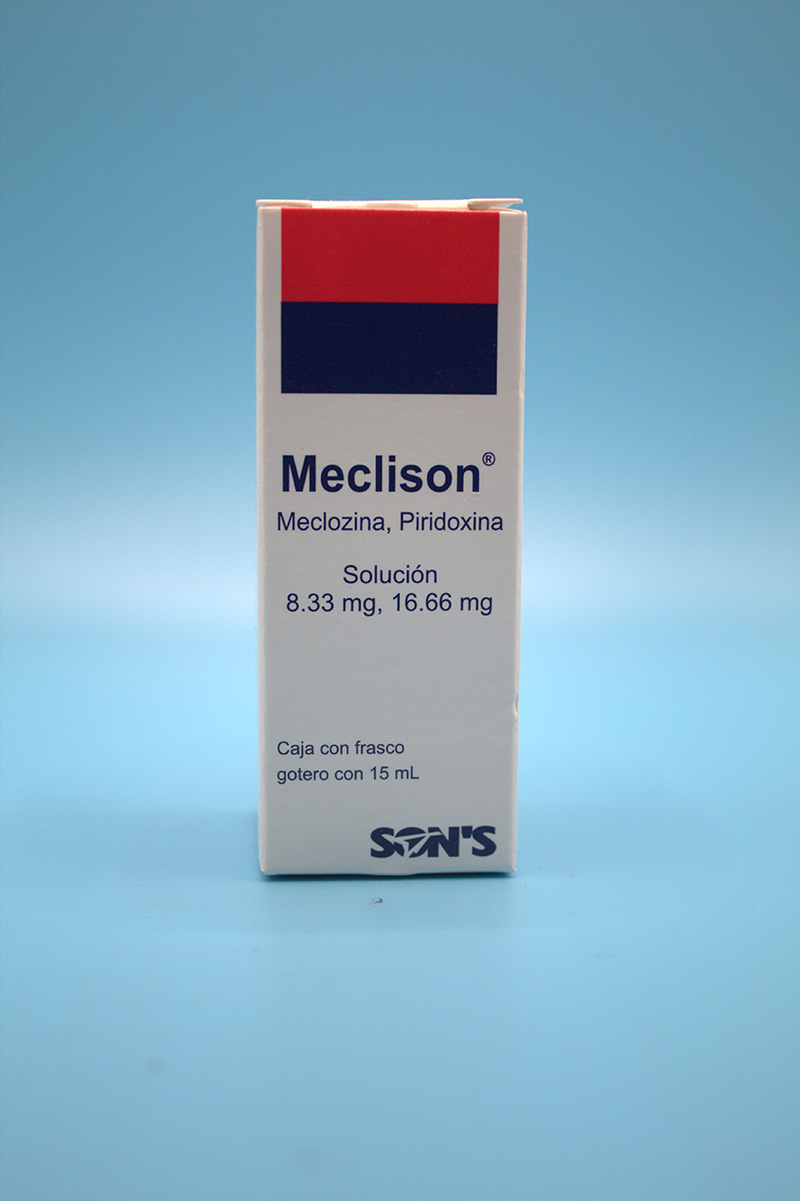 Meclison®
Meclozina, Piridoxina
Solución
8.33 mg, 16.66 mg
Caja con frasco
gotero con 15 mL
SON'S